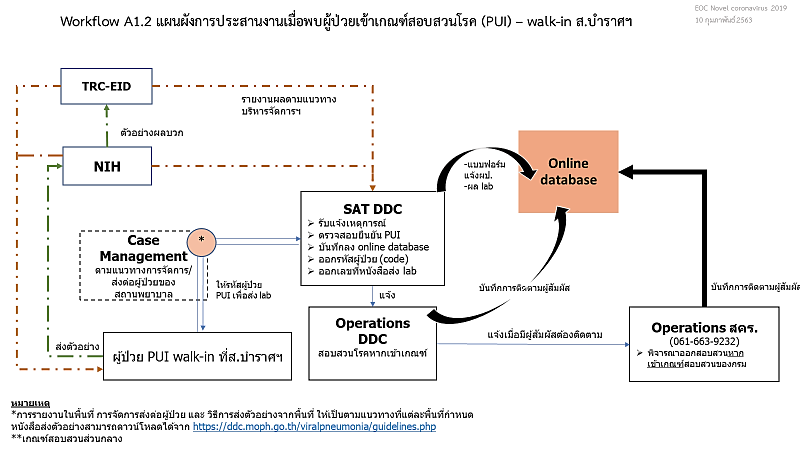 EOC Novel coronavirus 2019
10 กุมภาพันธ์2563
Workflow A1.2 แผนผังการประสานงานเมื่อพบผู้ป่วยเข้าเกณฑ์สอบสวนโรค (PUI) – walk-in ส.บำราศฯ
TRC-EID
รายงานผลตามแนวทาง
บริหารจัดการฯ
ตัวอย่างผลบวก
NIH
-แบบฟอร์ม
แจ้งผป.
-ผล lab
Online
database
SAT DDC
➢ รับแจ้งเหตุการณ์
➢ ตรวจสอบยืนยัน PUI
➢ บันทึกลง online database
➢ ออกรหัสผู้ป่วย (code)
➢ ออกเลขที่หนังสือส่ง lab
*
Case
Management
ตามแนวทางการจัดการ/
ส่งต่อผู้ป่วยของ
สถานพยาบาล
ให้รหัสผู้ป่วย
PUI เพื่อส่ง lab
แจ้ง
บันทึกการติดตามผู้สัมผัส
บันทึกการติดตามผู้สัมผัส
ส่งตัวอย่าง
ผู้ป่วย PUI walk-in ที่ส.บำราศฯ
Operations
DDC
สอบสวนโรคหากเข้าเกณฑ์
แจ้งเมื่อมีผู้สัมผัสต้องติดตาม
Operations สคร.
(061-663-9232)
➢ พิจารณาออกสอบสวนหาก
เข้าเกณฑ์สอบสวนของกรม
หมายเหตุ
*การรายงานในพื้นที่ การจัดการส่งต่อผู้ป่วย และ วิธีการส่งตัวอย่างจากพื้นที่ ให้เป็นตามแนวทางที่แต่ละพื้นที่กำหนด
หนังสือส่งตัวอย่างสามารถดาวน์โหลดได้จาก https://ddc.moph.go.th/viralpneumonia/guidelines.php
**เกณฑ์สอบสวนส่วนกลาง